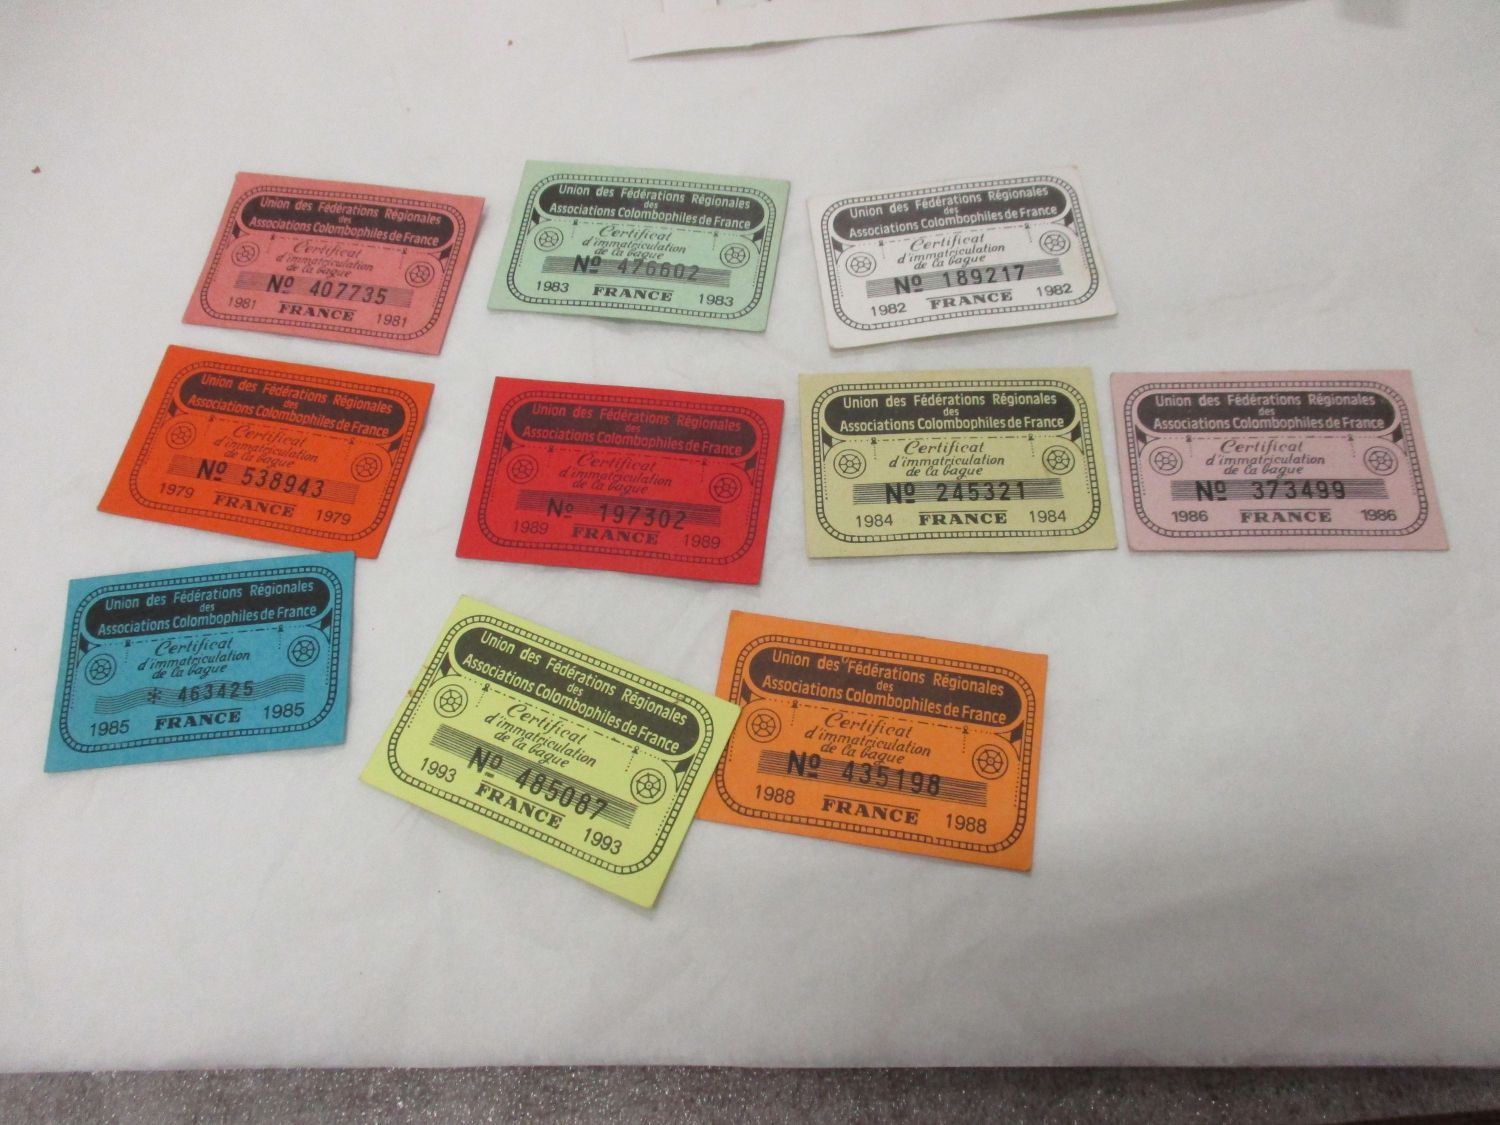 Union des Fédérations Régionales
des
Associations Colombophiles de France
Certificat
d'immatriculation
de la bague
Nº 407735
1981 FRANCE 1981
Union des Fédérations Régionales
des
Associations Colombophiles de France
Certificat
d'immatriculation
de la bague
Nº 476602
1983 FRANCE 1983
Union des Fédérations Régionales
des
Associations Colombophiles de France
Certificat
d'immatriculation
de la bague
Nº 189217
1982 FRANCE 1982
Union des Fédérations Régionales
des
Associations Colombophiles de France
Certificat
d'immatriculation
de la bague
Nº 538943
1979 FRANCE 1979
Union des Fédérations Régionales
des
Associations Colombophiles de France
Certificat
d'immatriculation
de la bague
Nº 197302
1989 FRANCE 1989
Union des Fédérations Régionales
des
Associations Colombophiles de France
Certificat
d'immatriculation
de la bague
Nº 245321
1984 FRANCE 1984
Union des Fédérations Régionales
des
Associations Colombophiles de France
Certificat
d'immatriculation
de la bague
Nº 373499
1986 FRANCE 1986
Union des Fédérations Régionales
des
Associations Colombophiles de France
Certificat
d'immatriculation
de la bague
* 463425
1985 FRANCE 1985
Union des Fédérations Régionales
des
Associations Colombophiles de France
Certificat
d'immatriculation
de la bague
Nº 485087
1993 FRANCE 1993
Union des Fédérations Régionales
des
Associations Colombophiles de France
Certificat
d'immatriculation
de la bague
Nº 435198
1988 FRANCE 1988